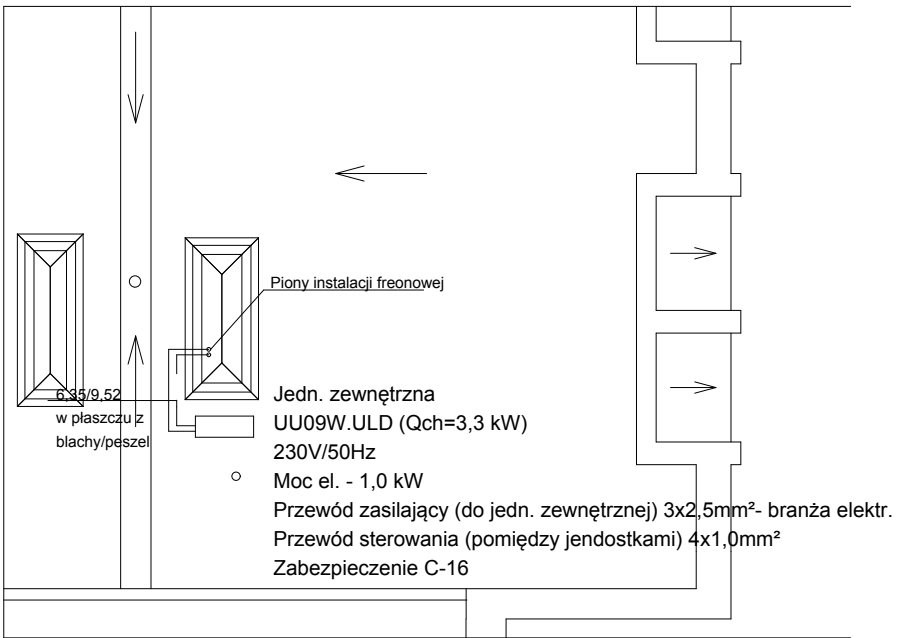 Piony instalacji freonowej
6,35/9,52
w płaszczu z
blachy/peszel
Jedn. zewnętrzna
UU09W.ULD (Qch=3,3 kW)
230V/50Hz
Moc el. - 1,0 kW
Przewód zasilający (do jedn. zewnętrznej) 3x2,5mm²- branża elektr.
Przewód sterowania (pomiędzy jendostkami) 4x1,0mm²
Zabezpieczenie C-16